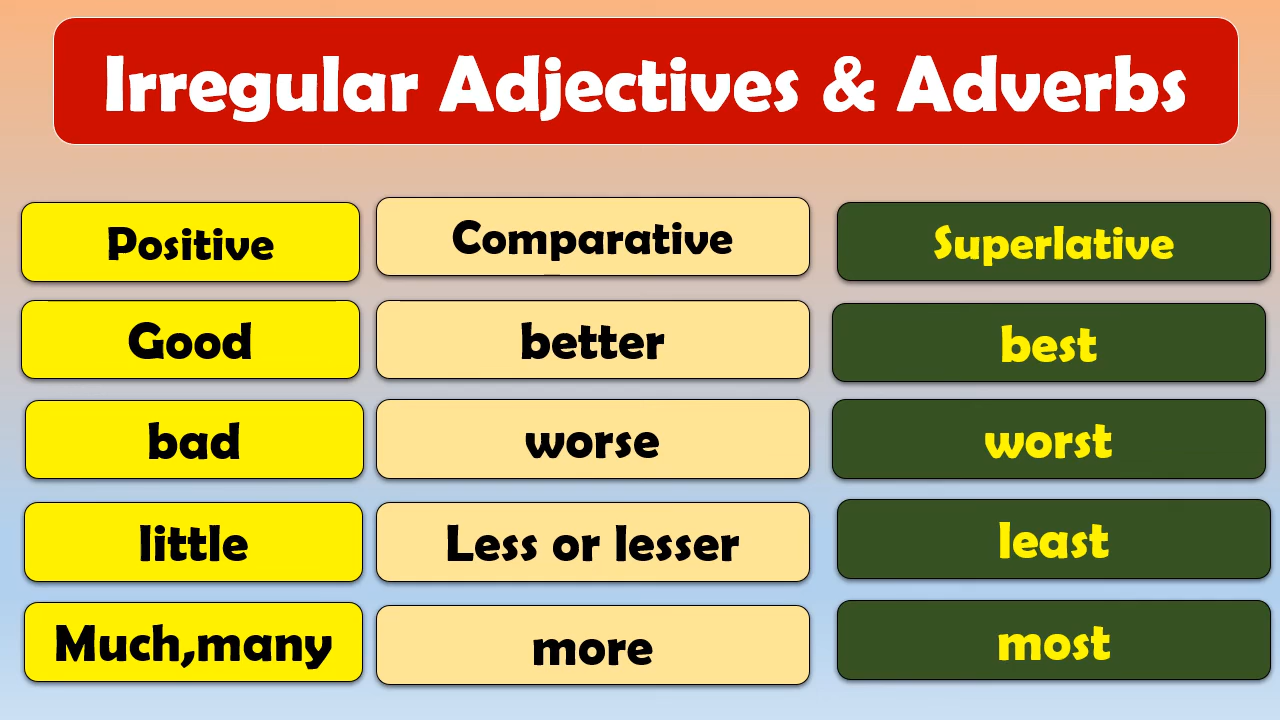 Irregular Adjectives & Adverbs
Positive Comparative Superlative
Good better best
bad worse worst
little Less or lesser least
Much,many more most